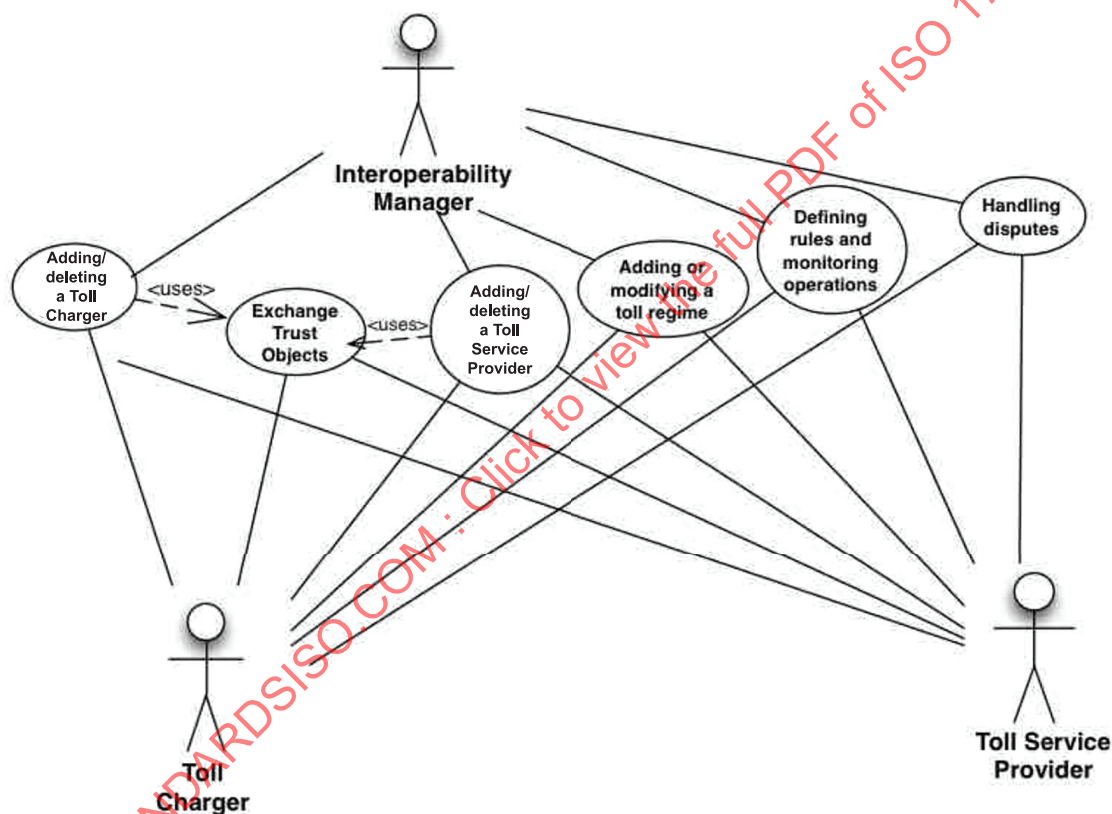 Interoperability
Manager
Adding/
deleting
a Toll
Charger
<uses>
Exchange
Trust
Objects
<uses>
Adding/
deleting
a Toll
Service
Provider
Adding or
modifying a
toll regime
Defining
rules and
monitoring
operations
Handling
disputes
Toll
Charger
Toll Service
Provider
NDARDSISO.COM : Click to view the full PDF of ISO 1